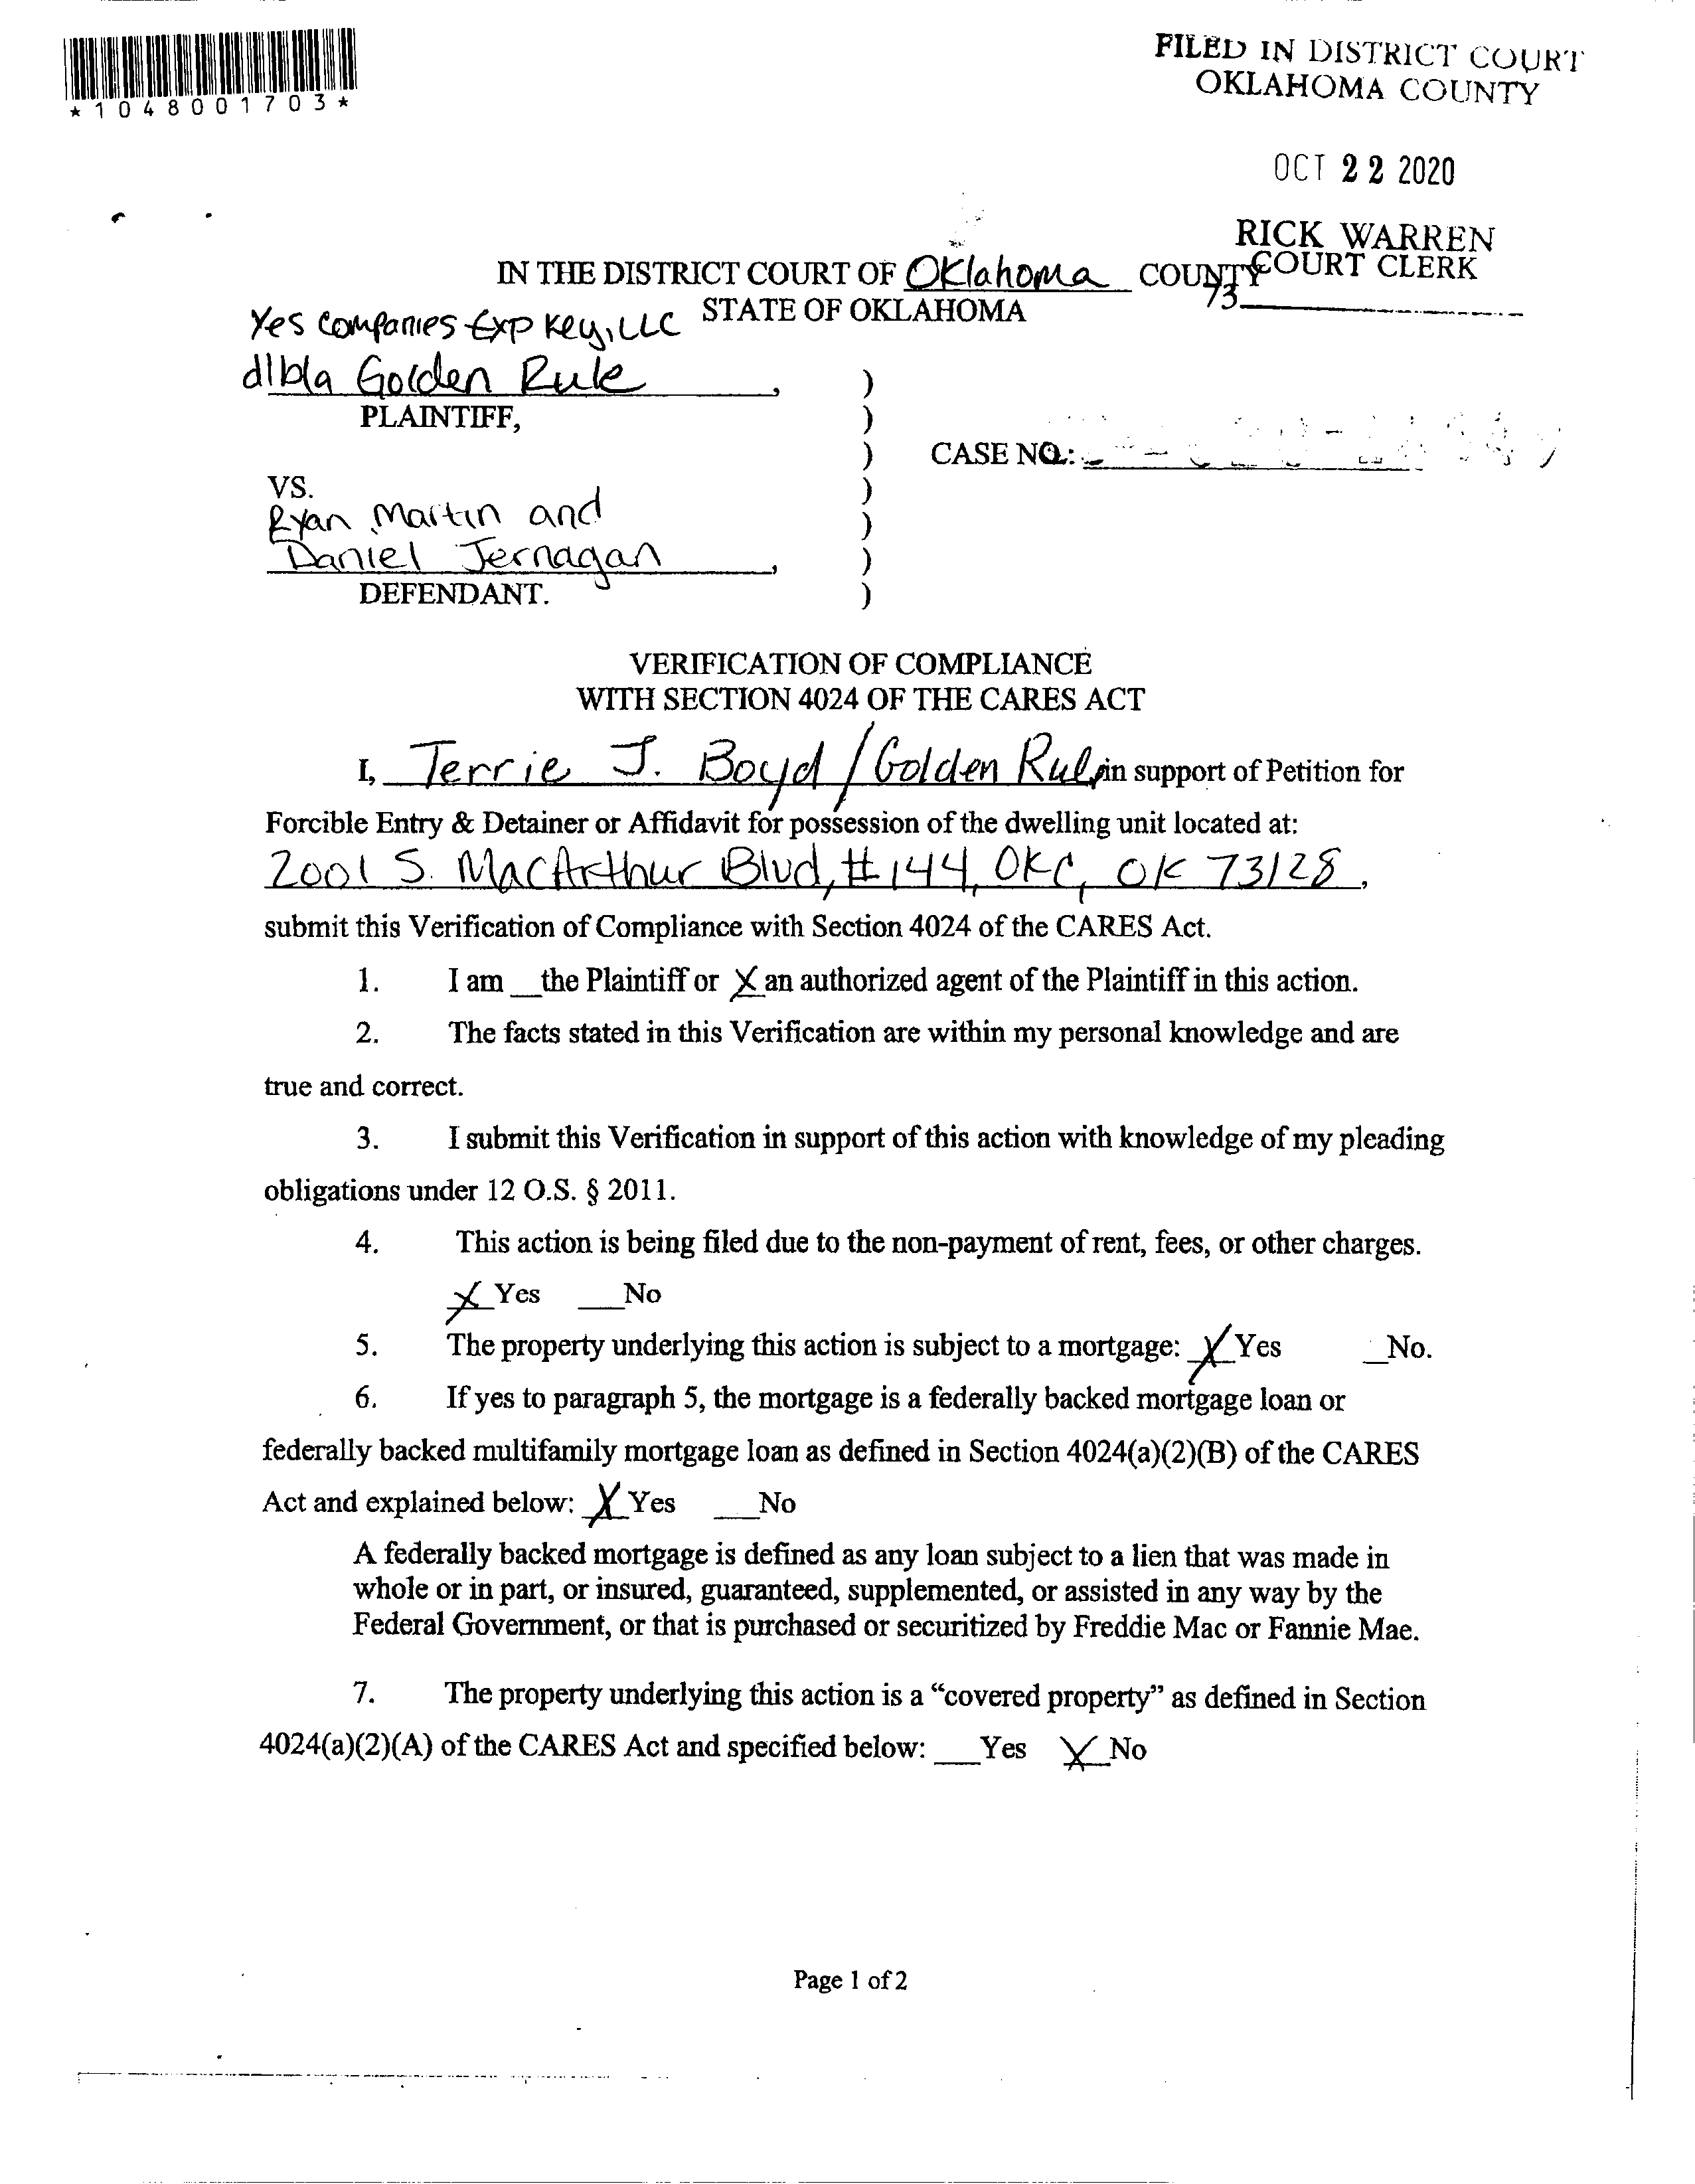 *1048001703*
FILED IN DISTRICT COURT
OKLAHOMA COUNTY
OCT 22 2020
RICK WARREN
COURT CLERK
73
IN THE DISTRICT COURT OF Oklahoma COUNTY
STATE OF OKLAHOMA
Yes Companies Exp Key, LLC
d/b/a Golden Rule,
PLAINTIFF,
CASE NO.:
VS.
Ryan Martin and
Daniel Jernagan,
DEFENDANT.
)
)
)
)
)
)
)
VERIFICATION OF COMPLIANCE
WITH SECTION 4024 OF THE CARES ACT
I, Terrie J. Boyd/Golden Rule, in support of Petition for
Forcible Entry & Detainer or Affidavit for possession of the dwelling unit located at:
2001 S. MacArthur Blvd, #144, OKC, OK 73128,
submit this Verification of Compliance with Section 4024 of the CARES Act.
1. I am __the Plaintiff or X an authorized agent of the Plaintiff in this action.
2. The facts stated in this Verification are within my personal knowledge and are
true and correct.
3. I submit this Verification in support of this action with knowledge of my pleading
obligations under 12 O.S. § 2011.
4. This action is being filed due to the non-payment of rent, fees, or other charges.
X Yes ___No
5. The property underlying this action is subject to a mortgage: X Yes __No.
6. If yes to paragraph 5, the mortgage is a federally backed mortgage loan or
federally backed multifamily mortgage loan as defined in Section 4024(a)(2)(B) of the CARES
Act and explained below: X Yes ___No
A federally backed mortgage is defined as any loan subject to a lien that was made in
whole or in part, or insured, guaranteed, supplemented, or assisted in any way by the
Federal Government, or that is purchased or securitized by Freddie Mac or Fannie Mae.
7. The property underlying this action is a “covered property” as defined in Section
4024(a)(2)(A) of the CARES Act and specified below: ___Yes X No
Page 1 of 2